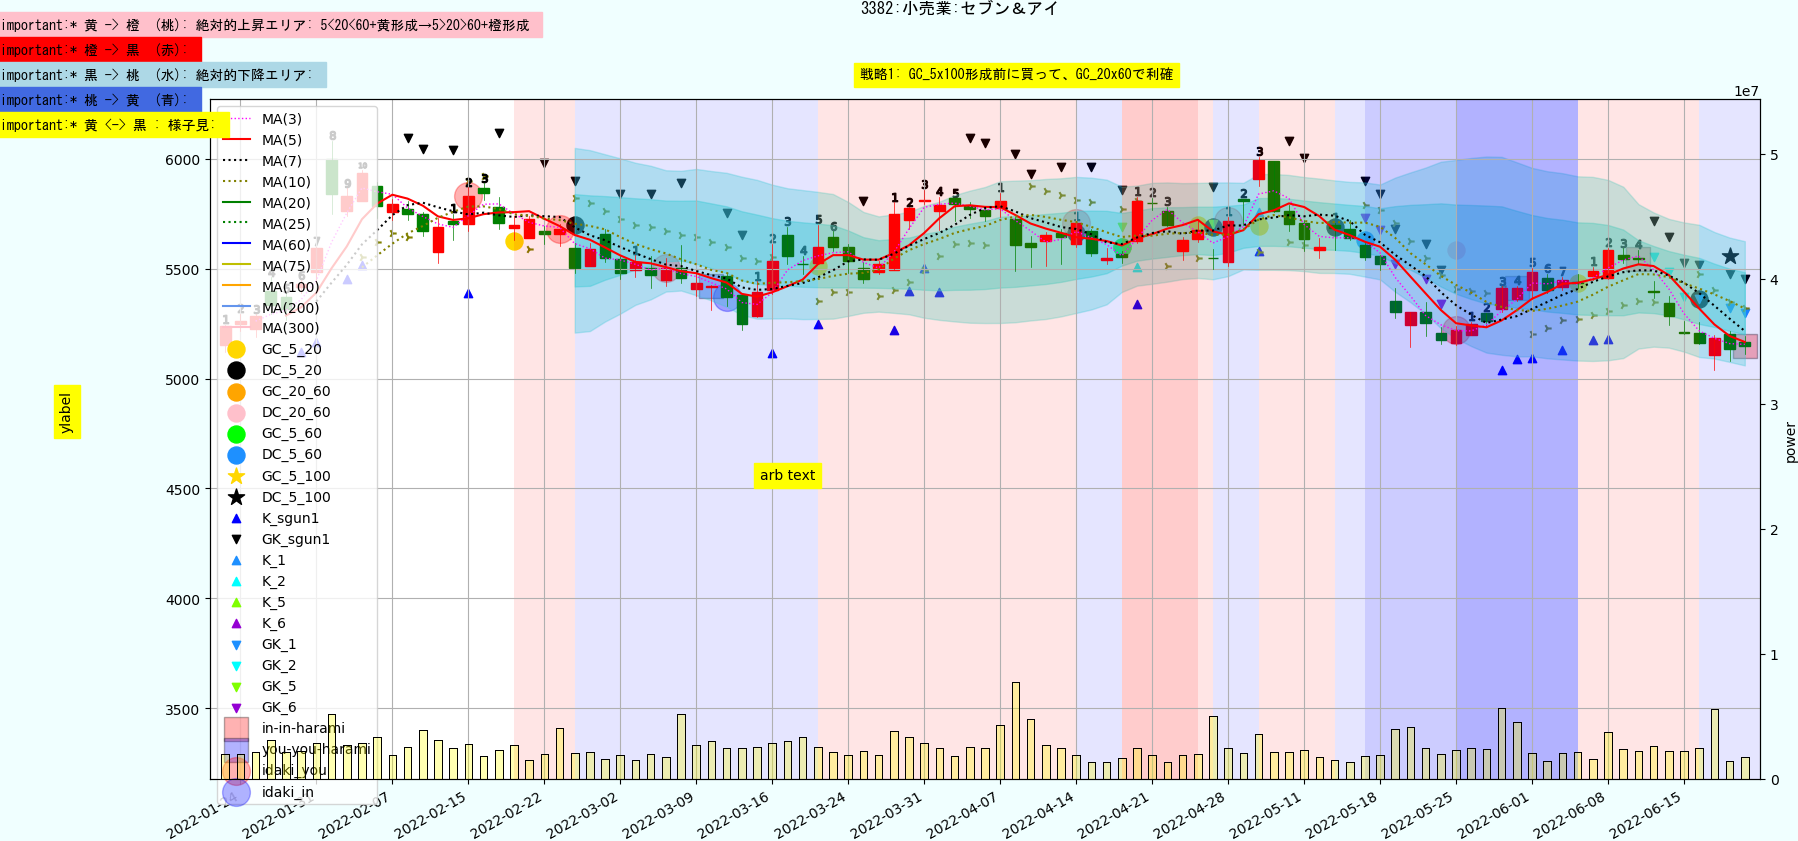 3382:小売業:セブン＆アイ
important:* 黄 -> 橙 (桃): 絶対的上昇エリア: 5<20<60+黄形成→5>20>60+橙形成
important:* 橙 -> 黒 (赤):
important:* 黒 -> 桃 (水): 絶対的下降エリア:
important:* 桃 -> 黄 (青):
important:* 黄 <-> 黒 : 様子見:
戦略1: GC_5x100形成前に買って、GC_20x60で利確
1e7
MA(3)
MA(5)
MA(7)
MA(10)
MA(20)
MA(25)
MA(60)
MA(75)
MA(100)
MA(200)
MA(300)
GC_5_20
DC_5_20
GC_20_60
DC_20_60
GC_5_60
DC_5_60
GC_5_100
DC_5_100
K_sgun1
GK_sgun1
K_1
K_2
K_5
K_6
GK_1
GK_2
GK_5
GK_6
in-in-harami
you-you-harami
idaki_you
idaki_in
6000
5500
5000
4500
4000
3500
ylabel
arb text
5
4
3
2
1
0
power
2022-01-24
2022-01-31
2022-02-07
2022-02-15
2022-02-22
2022-03-02
2022-03-09
2022-03-16
2022-03-24
2022-03-31
2022-04-07
2022-04-14
2022-04-21
2022-04-28
2022-05-11
2022-05-18
2022-05-25
2022-06-01
2022-06-08
2022-06-15